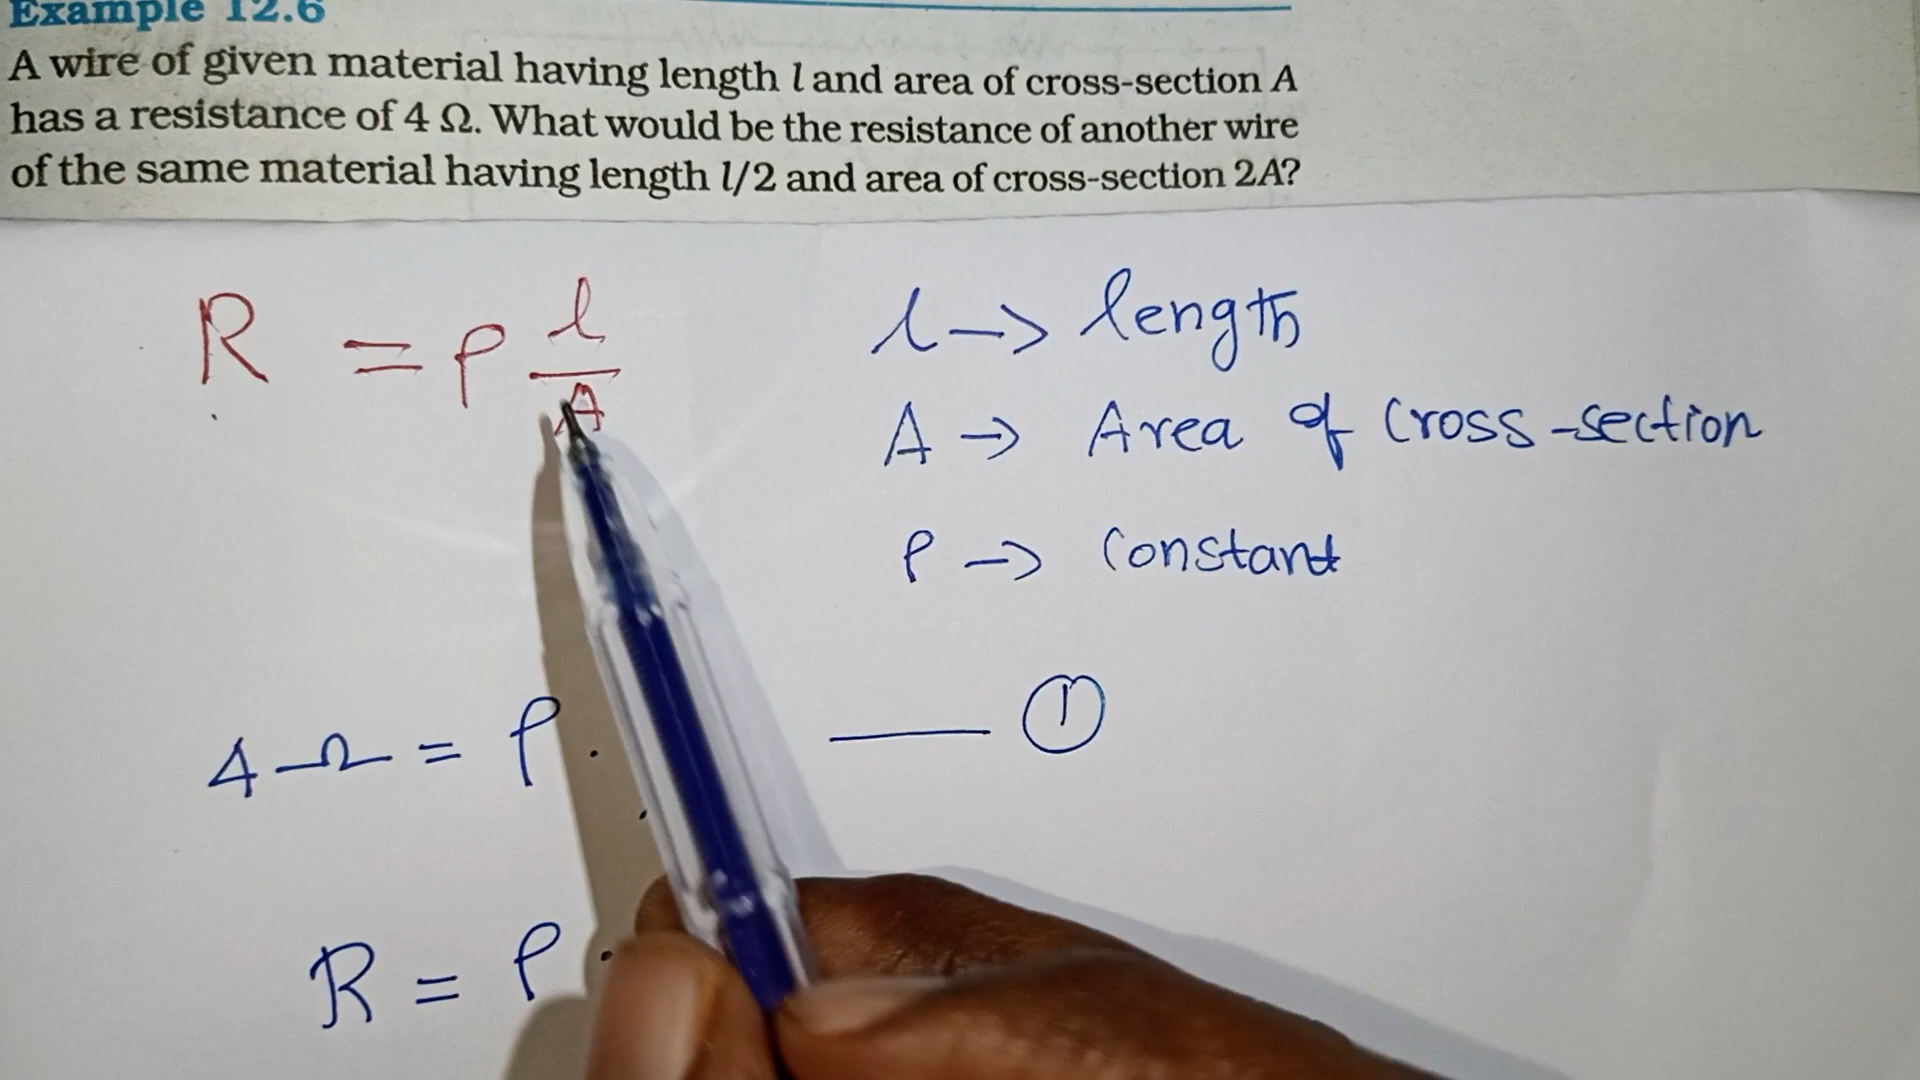 Example 12.6
A wire of given material having length l and area of cross-section A
has a resistance of 4 Ω. What would be the resistance of another wire
of the same material having length l/2 and area of cross-section 2A?
R = ρ l/A
l -> length
A -> Area of Cross-section
ρ -> Constant
4 Ω = ρ. —— ①
R = ρ.